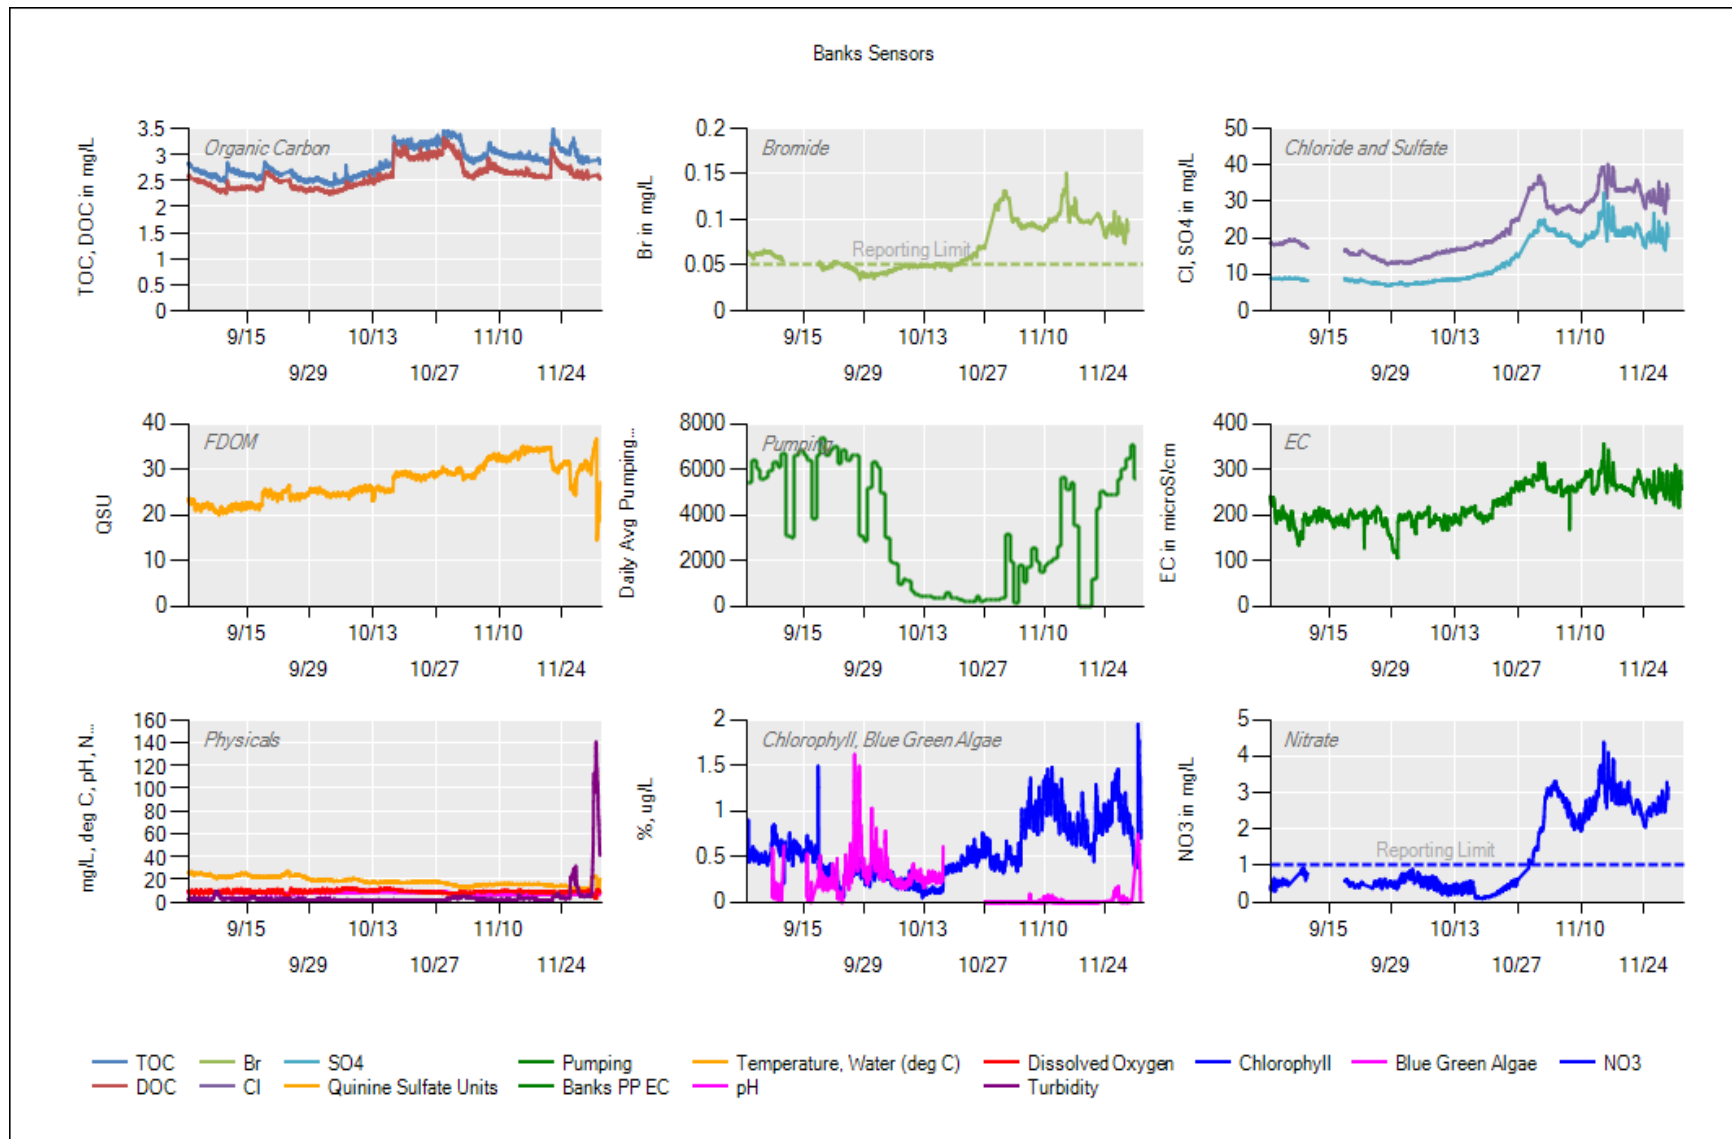 Banks Sensors
TOC, DOC in mg/L
3.5
3
2.5
2
1.5
1
0.5
0
Organic Carbon
9/15 10/13 11/10
9/29 10/27 11/24
Br in mg/L
0.2
0.15
0.1
0.05
0
Bromide
Reporting Limit
9/15 10/13 11/10
9/29 10/27 11/24
Cl, SO4 in mg/L
50
40
30
20
10
0
Chloride and Sulfate
9/15 10/13 11/10
9/29 10/27 11/24
QSU
40
30
20
10
0
FDOM
9/15 10/13 11/10
9/29 10/27 11/24
Daily Avg Pumping...
8000
6000
4000
2000
0
Pumping
9/15 10/13 11/10
9/29 10/27 11/24
EC in microS/cm
400
300
200
100
0
EC
9/15 10/13 11/10
9/29 10/27 11/24
mg/L, deg C, pH, N...
160
140
120
100
80
60
40
20
0
Physicals
9/15 10/13 11/10
9/29 10/27 11/24
%, ug/L
2
1.5
1
0.5
0
Chlorophyll, Blue Green Algae
9/15 10/13 11/10
9/29 10/27 11/24
NO3 in mg/L
5
4
3
2
1
0
Nitrate
Reporting Limit
9/15 10/13 11/10
9/29 10/27 11/24
TOC Br SO4 Pumping Temperature, Water (deg C) Dissolved Oxygen Chlorophyll Blue Green Algae NO3
DOC Cl Quinine Sulfate Units Banks PP EC pH Turbidity